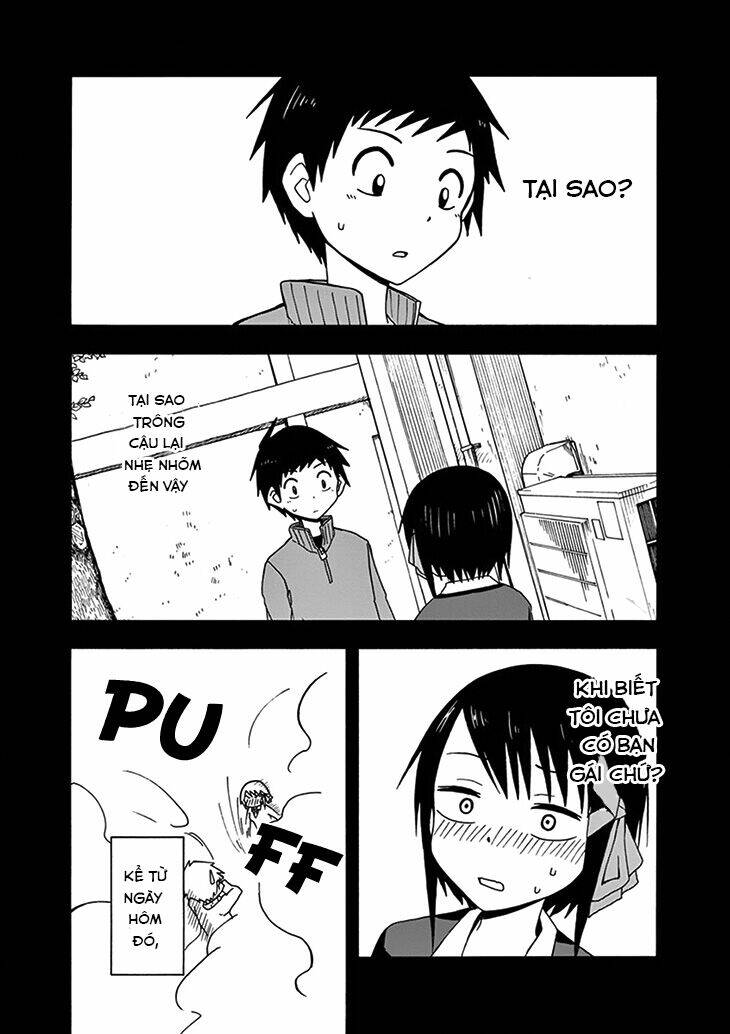 TẠI SAO?
TẠI SAO
TRÔNG
CẬU LẠI
NHẸ NHÕM
ĐẾN VẬY
KHI BIẾT
TÔI CHƯA
CÓ BẠN
GÁI CHỨ?
PU
FF
KỂ TỪ
NGÀY
HÔM
ĐÓ,